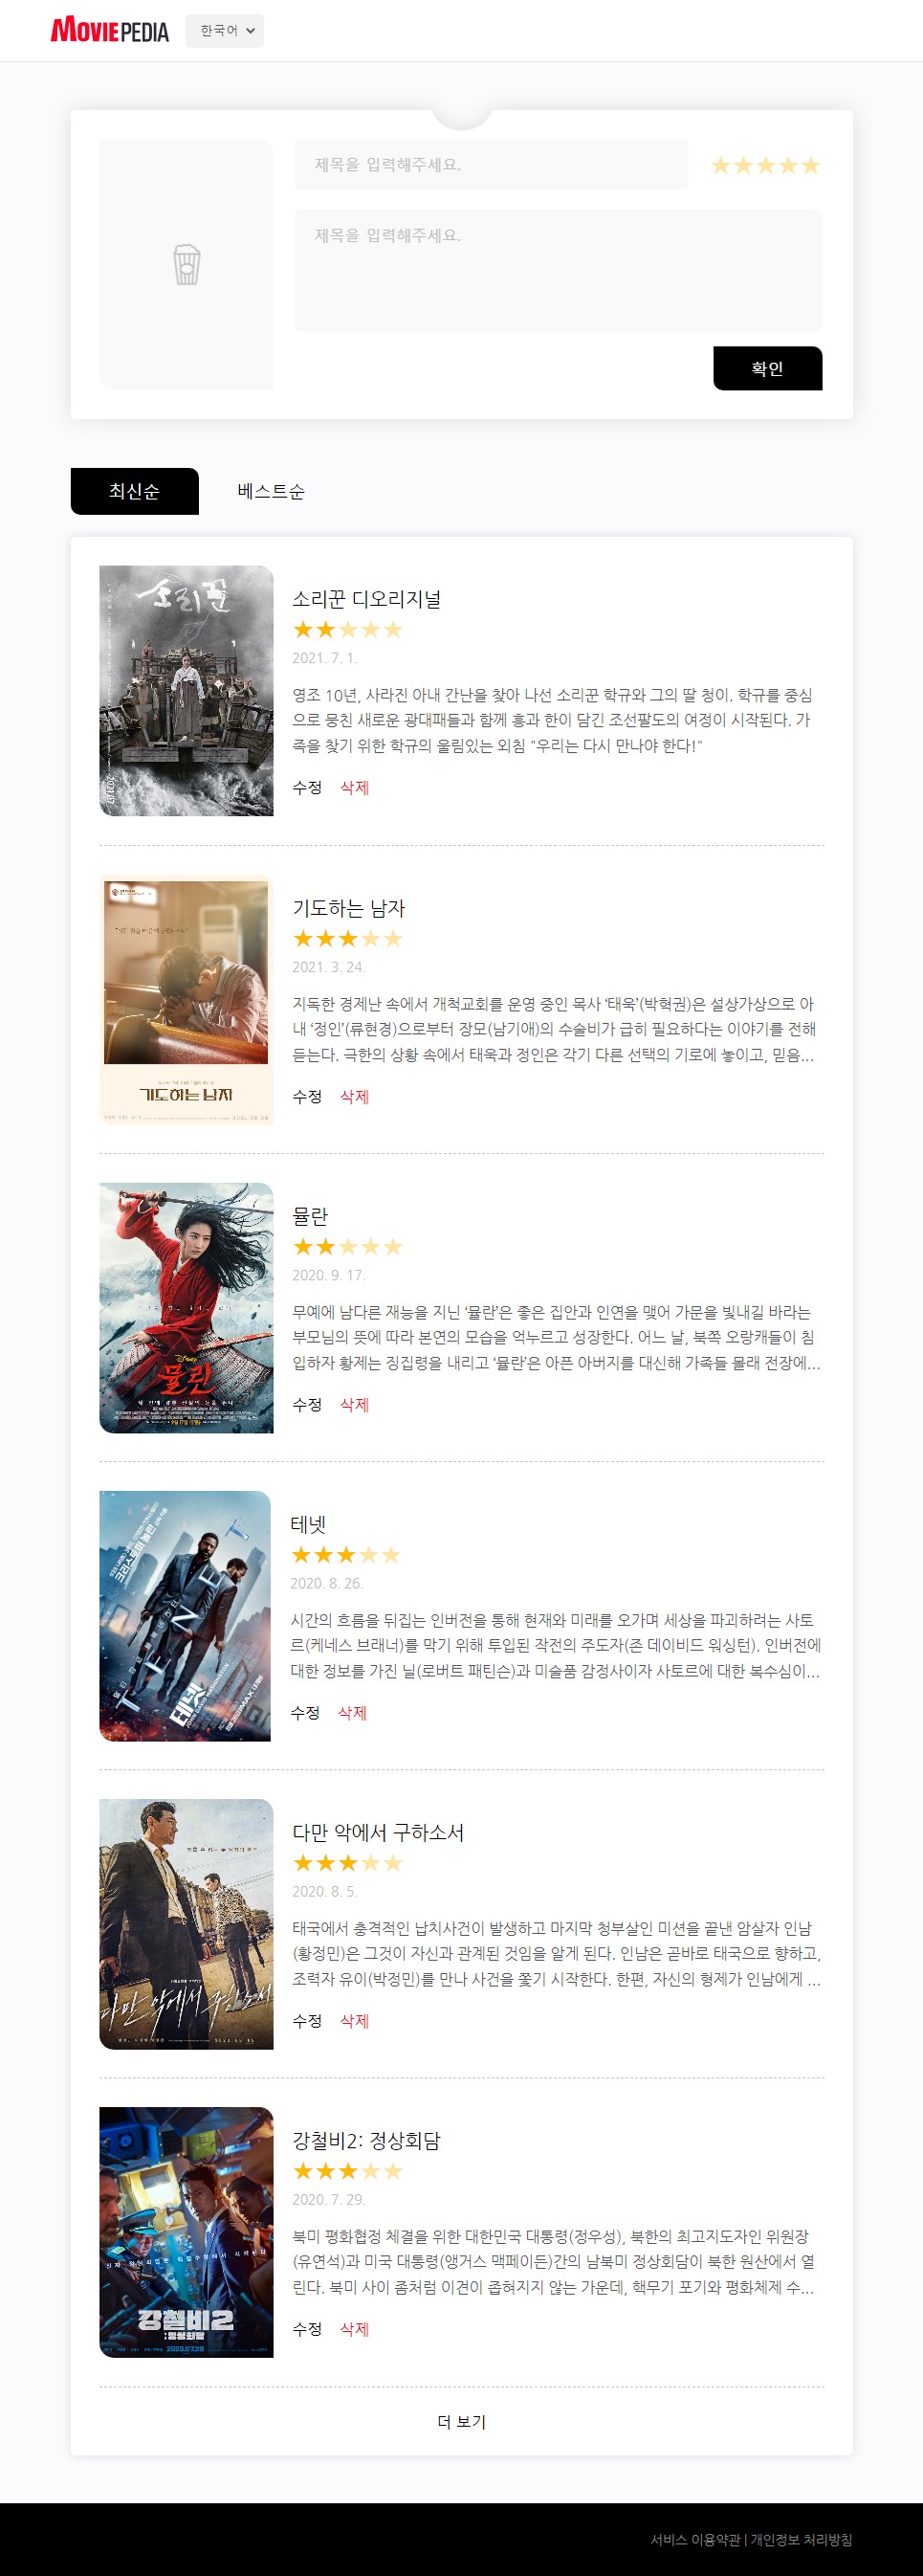 MOVIEPEDIA
한국어
제목을 입력해주세요.
제목을 입력해주세요.
확인
최신순
베스트순
소리꾼
소리꾼 디오리지널
2021. 7. 1.
영조 10년, 사라진 아내 간난을 찾아 나선 소리꾼 학규와 그의 딸 청이. 학규를 중심
으로 뭉친 새로운 광대패들과 함께 흥과 한이 담긴 조선팔도의 여정이 시작된다. 가
족을 찾기 위한 학규의 울림있는 외침 "우리는 다시 만나야 한다!"
수정 삭제
기도하는 남자
기도하는 남자
2021. 3. 24.
지독한 경제난 속에서 개척교회를 운영 중인 목사 ‘태욱’(박혁권)은 설상가상으로 아
내 ‘정인’(류현경)으로부터 장모(남기애)의 수술비가 급히 필요하다는 이야기를 전해
듣는다. 극한의 상황 속에서 태욱과 정인은 각기 다른 선택의 기로에 놓이고, 믿음...
수정 삭제
Disney
뮬란
뮬란
2020. 9. 17.
무예에 남다른 재능을 지닌 ‘뮬란’은 좋은 집안과 인연을 맺어 가문을 빛내길 바라는
부모님의 뜻에 따라 본연의 모습을 억누르고 성장한다. 어느 날, 북쪽 오랑캐들이 침
입하자 황제는 징집령을 내리고 ‘뮬란’은 아픈 아버지를 대신해 가족들 몰래 전장에...
수정 삭제
크리스토퍼 놀란
TENE
테넷
JOHN DAVID WASHINGTON
테넷
2020. 8. 26.
시간의 흐름을 뒤집는 인버전을 통해 현재와 미래를 오가며 세상을 파괴하려는 사토
르(케네스 브래너)를 막기 위해 투입된 작전의 주도자(존 데이비드 워싱턴). 인버전에
대한 정보를 가진 닐(로버트 패틴슨)과 미술품 감정사이자 사토르에 대한 복수심이...
수정 삭제
다만 악에서 구하소서
다만 악에서 구하소서
2020. 8. 5.
태국에서 충격적인 납치사건이 발생하고 마지막 청부살인 미션을 끝낸 암살자 인남
(황정민)은 그것이 자신과 관계된 것임을 알게 된다. 인남은 곧바로 태국으로 향하고,
조력자 유이(박정민)를 만나 사건을 쫓기 시작한다. 한편, 자신의 형제가 인남에게 ...
수정 삭제
강철비2
:정상회담
2020.07.29
강철비2: 정상회담
2020. 7. 29.
북미 평화협정 체결을 위한 대한민국 대통령(정우성), 북한의 최고지도자인 위원장
(유연석)과 미국 대통령(앵거스 맥페이든)간의 남북미 정상회담이 북한 원산에서 열
린다. 북미 사이 좀처럼 이견이 좁혀지지 않는 가운데, 핵무기 포기와 평화체제 수...
수정 삭제
더 보기
서비스 이용약관 | 개인정보 처리방침